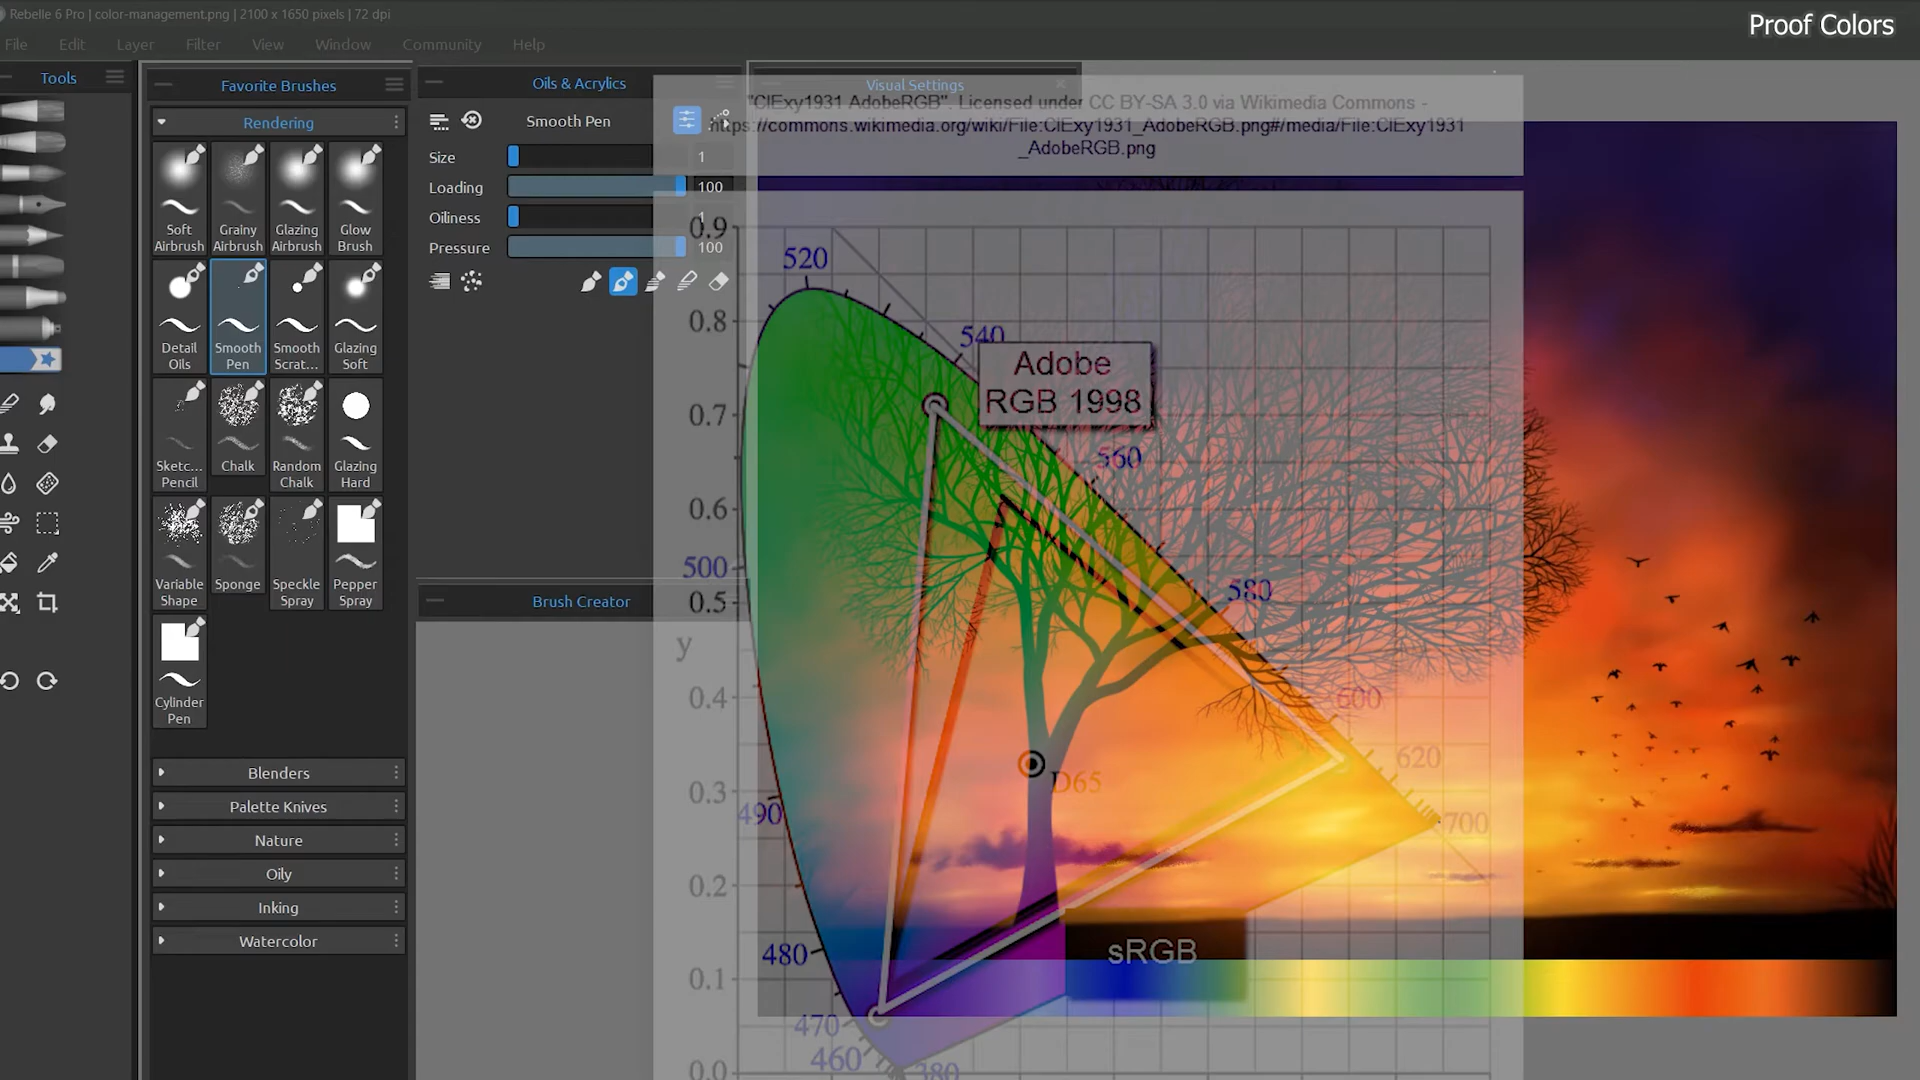 Rebelle 6 Pro | color-management.png | 2100 x 1650 pixels | 72 dpi
Proof Colors
File Edit Layer Filter View Window Community Help
Tools
Favorite Brushes
Rendering
Soft Airbrush
Grainy Airbrush
Glazing Airbrush
Glow Brush
Detail Oils
Smooth Pen
Smooth Scrat...
Glazing Soft
Sketc... Pencil
Chalk
Random Chalk
Glazing Hard
Variable Shape
Sponge
Speckle Spray
Pepper Spray
Cylinder Pen
Blenders
Palette Knives
Nature
Oily
Inking
Watercolor
Oils & Acrylics
Smooth Pen
Size 1
Loading 100
Oiliness 1
Pressure 100
Brush Creator
Visual Settings
"CIExy1931 AdobeRGB". Licensed under CC BY-SA 3.0 via Wikimedia Commons -
https://commons.wikimedia.org/wiki/File:CIExy1931_AdobeRGB.png#/media/File:CIExy1931
_AdobeRGB.png
0.9
520
0.8
540
Adobe
RGB 1998
0.7
560
0.6
500
580
0.5
y
0.4
600
620
D65
0.3
490
700
0.2
480
sRGB
0.1
470
460
380
0.0